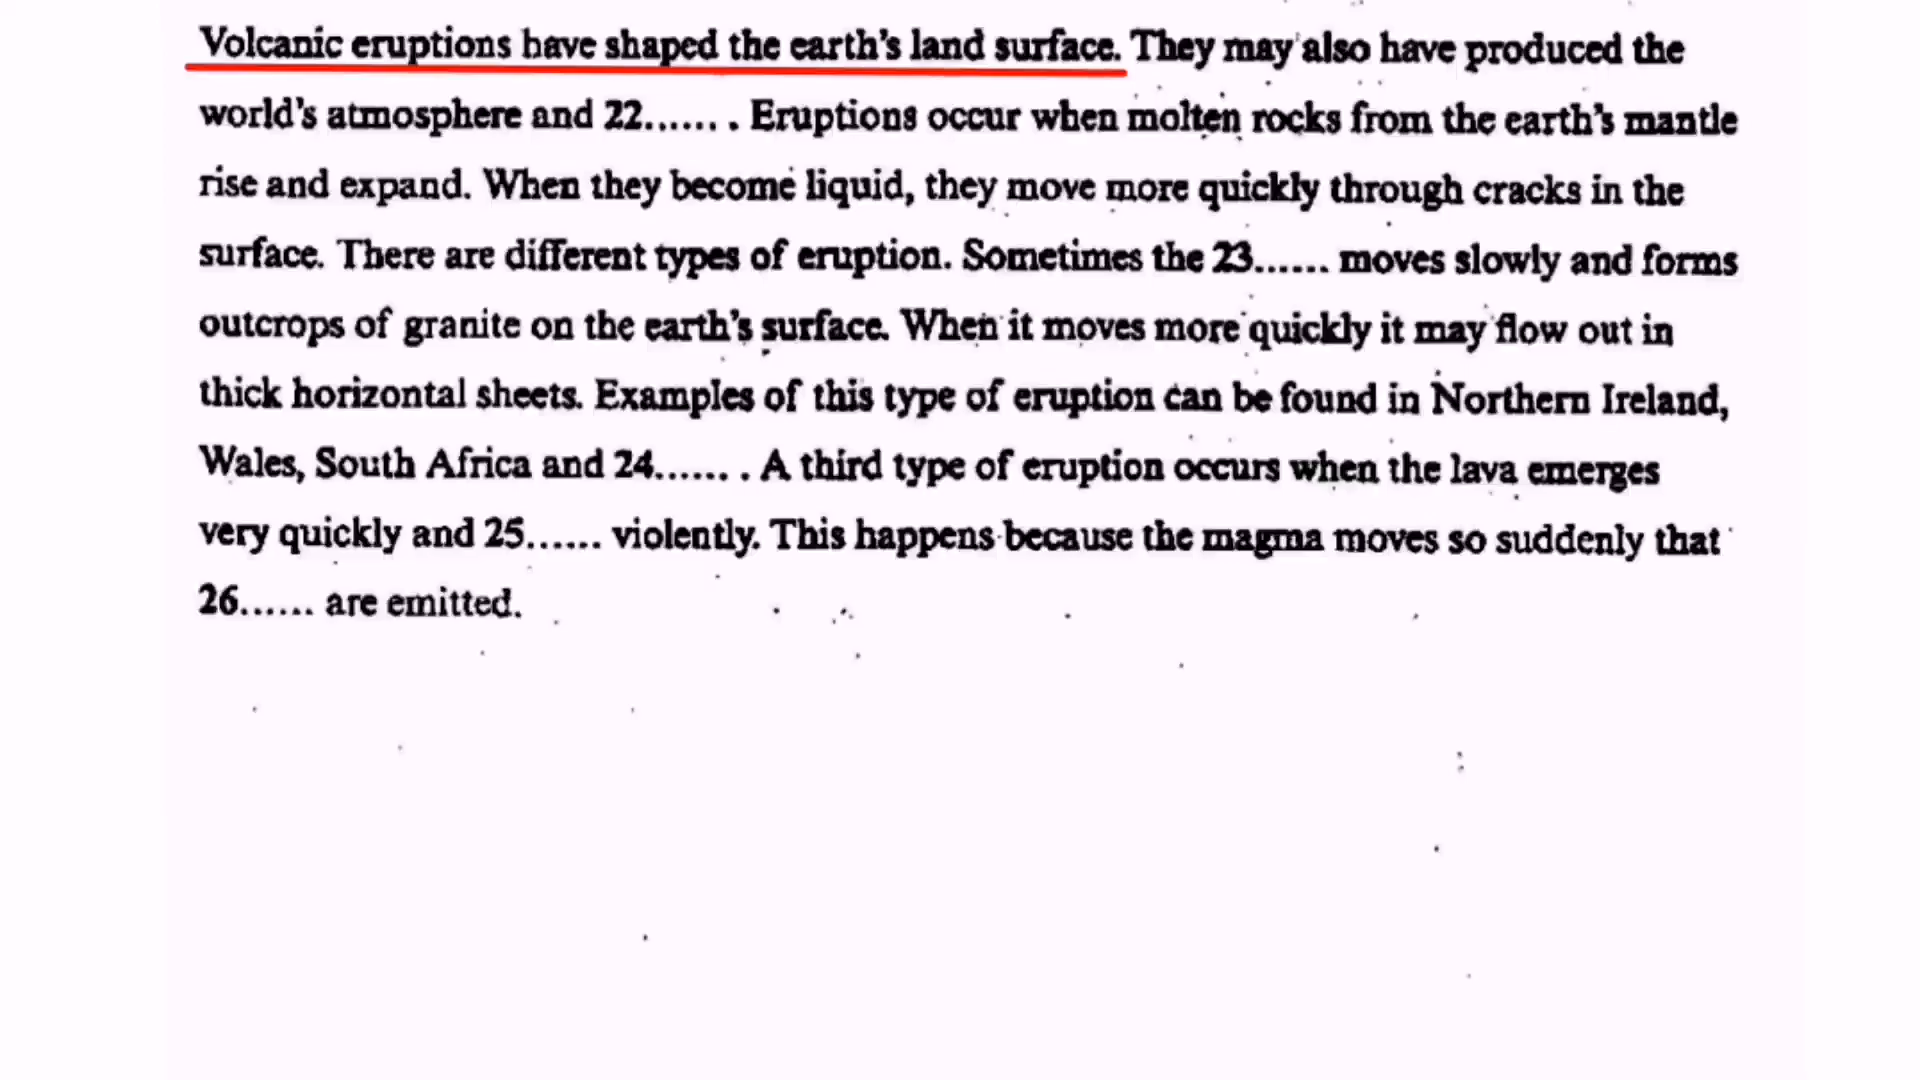 Volcanic eruptions have shaped the earth's land surface. They may also have produced the
world's atmosphere and 22....... . Eruptions occur when molten rocks from the earth's mantle
rise and expand. When they become liquid, they move more quickly through cracks in the
surface. There are different types of eruption. Sometimes the 23...... moves slowly and forms
outcrops of granite on the earth's surface. When it moves more quickly it may flow out in
thick horizontal sheets. Examples of this type of eruption can be found in Northern Ireland,
Wales, South Africa and 24...... . A third type of eruption occurs when the lava emerges
very quickly and 25...... violently. This happens because the magma moves so suddenly that
26...... are emitted.